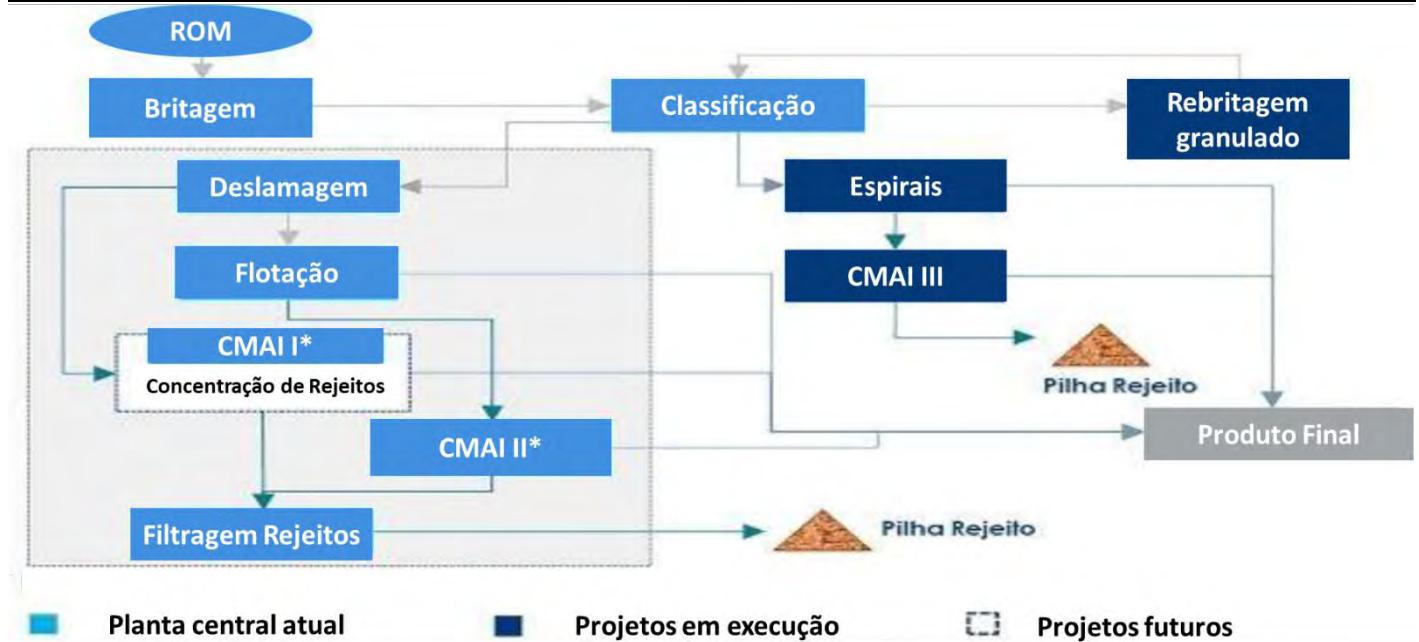 ROM
Britagem
Classificação
Rebritagem
granulado
Deslamagem
Espirais
Flotação
CMAI III
CMAI I*
Concentração de Rejeitos
Pilha Rejeito
CMAI II*
Produto Final
Filtragem Rejeitos
Pilha Rejeito
Planta central atual
Projetos em execução
Projetos futuros